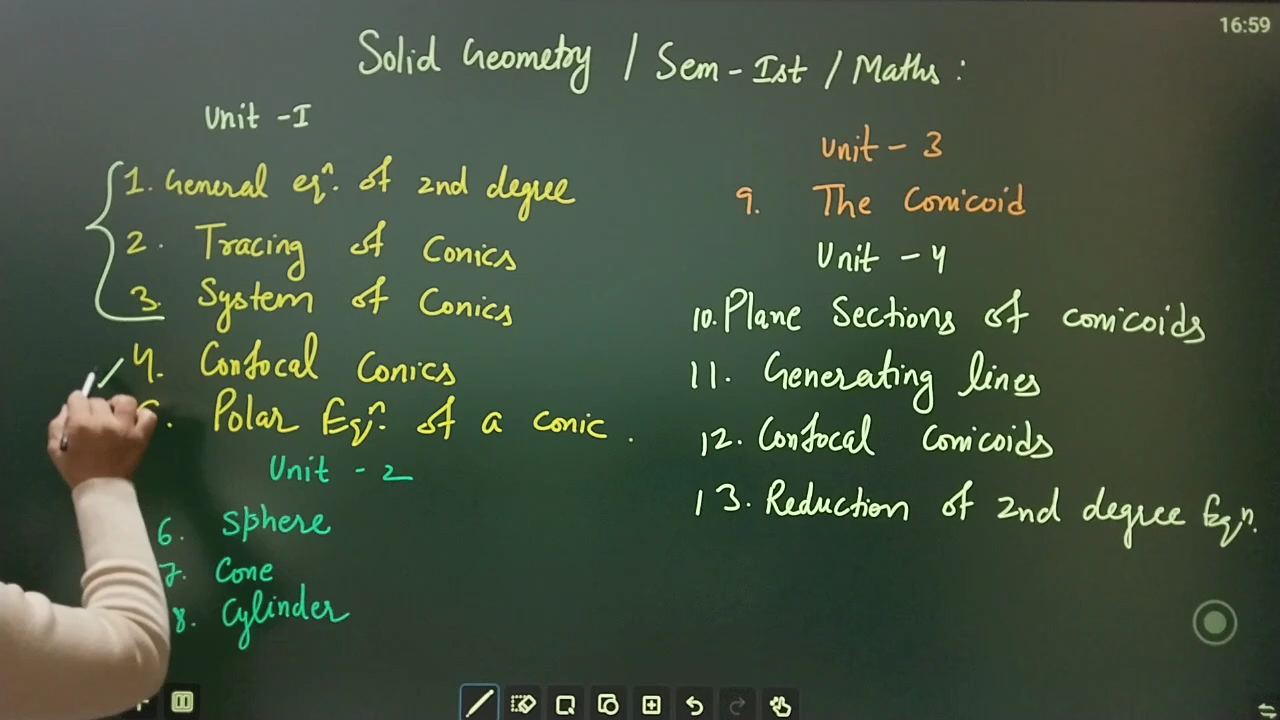 16:59
Solid Geometry / Sem-Ist / Maths :
Unit -I
1. General eqⁿ. of 2nd degree
2. Tracing of Conics
3. System of Conics
4. Confocal Conics
5. Polar Eqⁿ. of a conic.
Unit - 2
6. Sphere
7. Cone
8. Cylinder
Unit - 3
9. The Conicoid
Unit - 4
10. Plane Sections of conicoids
11. Generating lines
12. Confocal Conicoids
13. Reduction of 2nd degree Eqⁿ.